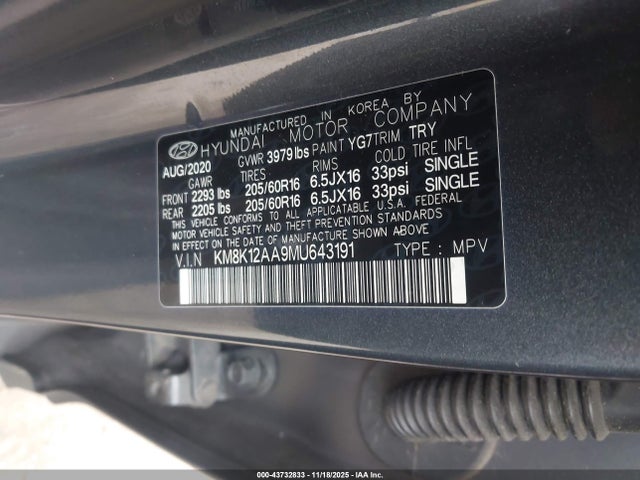 MANUFACTURED IN KOREA BY
HYUNDAI MOTOR COMPANY
AUG/2020 GVWR 3979 lbs PAINT YG7 TRIM TRY
GAWR TIRES RIMS COLD TIRE INFL
FRONT 2293 lbs 205/60R16 6.5JX16 33psi SINGLE
REAR 2205 lbs 205/60R16 6.5JX16 33psi SINGLE
THIS VEHICLE CONFORMS TO ALL APPLICABLE U.S.A. FEDERAL
MOTOR VEHICLE SAFETY AND THEFT PREVENTION STANDARDS
IN EFFECT ON THE DATE OF MANUFACTURE SHOWN ABOVE
V.I.N KM8K12AA9MU643191 TYPE : MPV
00-43732833 - 11/18/2025 - IAA Inc.